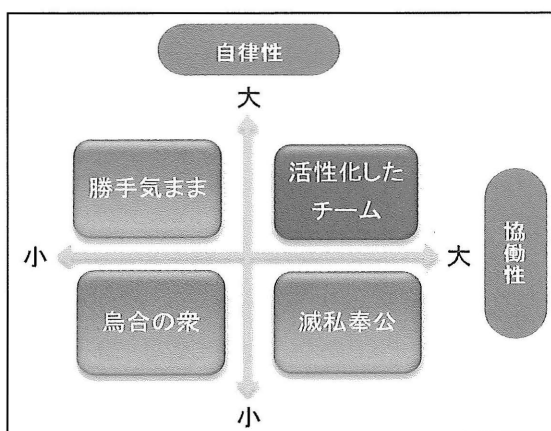 自律性
大
勝手気まま
活性化した
チーム
小
大
協働性
烏合の衆
滅私奉公
小